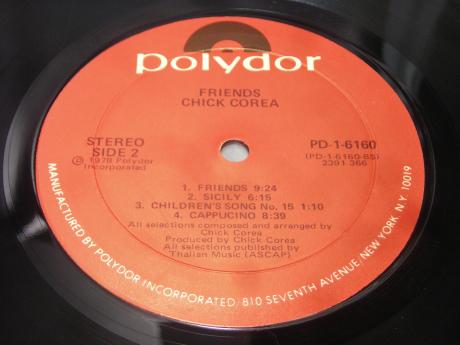 polydor
FRIENDS
CHICK COREA
STEREO
SIDE 2
℗ 1978 Polydor
Incorporated
PD-1-6160
(PD-1-6160-BS)
2391 366
1. FRIENDS 9:24
2. SICILY 6:15
3. CHILDREN'S SONG No. 15 1:10
4. CAPPUCINO 8:39
All selections composed and arranged by
Chick Corea
Produced by Chick Corea
All selections published by
Thalian Music (ASCAP)
MANUFACTURED BY POLYDOR INCORPORATED, 810 SEVENTH AVENUE, NEW YORK, N.Y. 10019